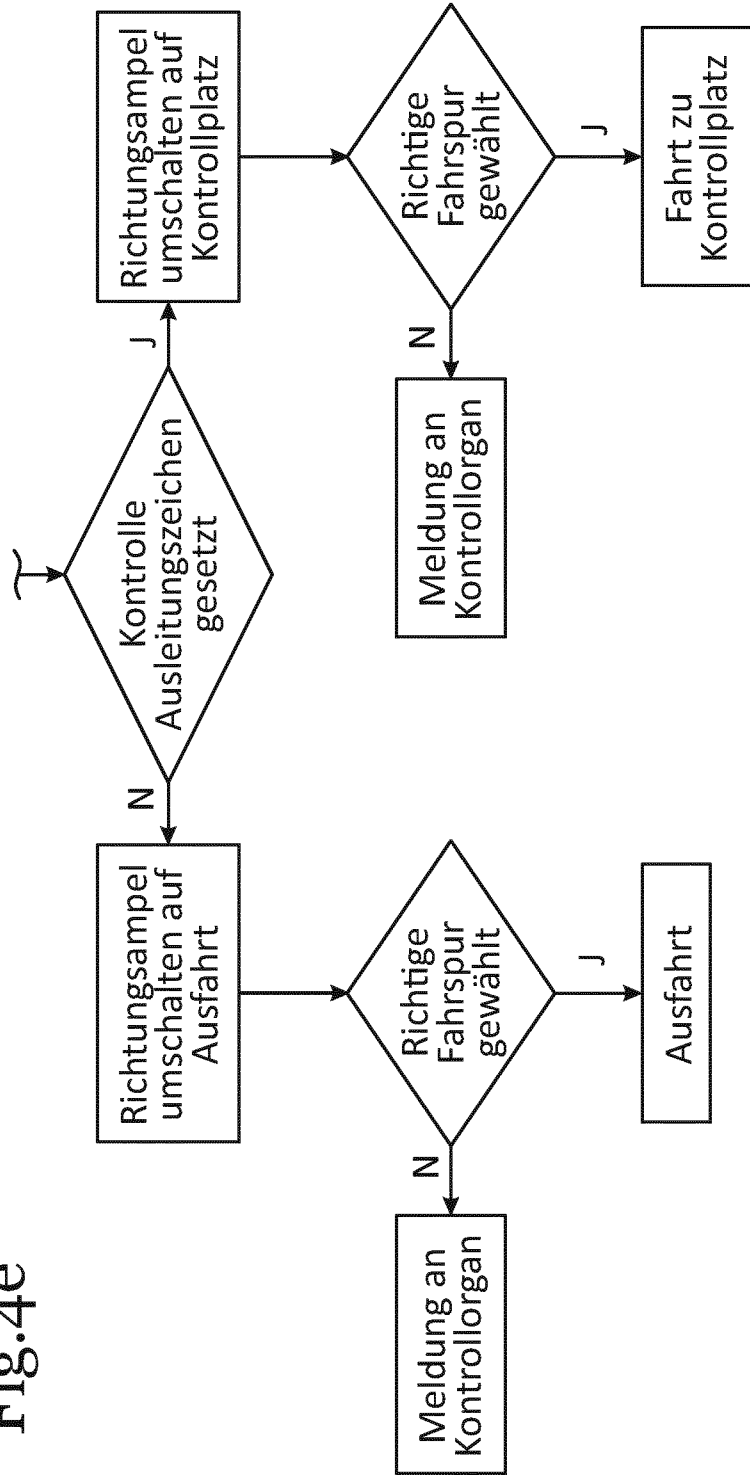 Fig.4e
Kontrolle
Ausleitungszeichen
gesetzt
N
J
Richtungsampel
umschalten auf
Ausfahrt
Richtungsampel
umschalten auf
Kontrollplatz
Richtige
Fahrspur
gewählt
N
J
Meldung an
Kontrollorgan
Ausfahrt
Richtige
Fahrspur
gewählt
N
J
Meldung an
Kontrollorgan
Fahrt zu
Kontrollplatz